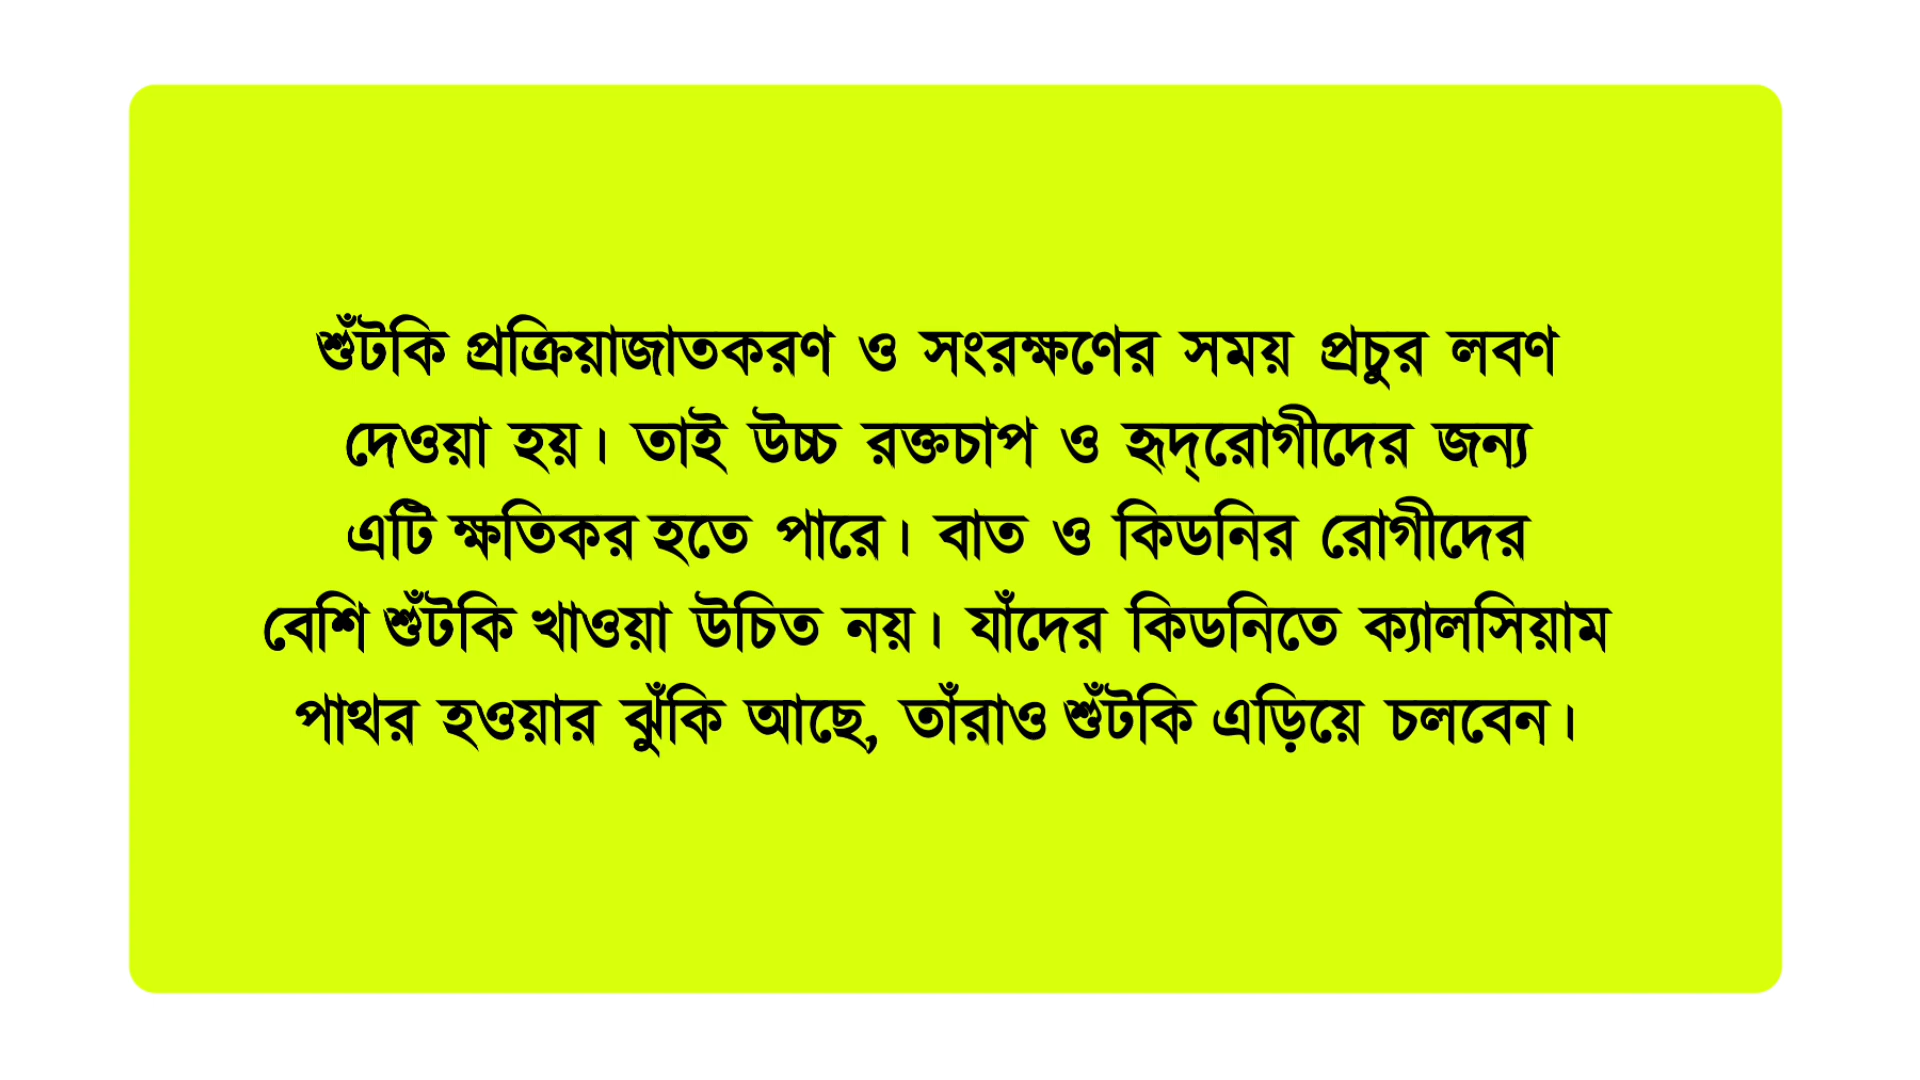 শুঁটকি প্রক্রিয়াজাতকরণ ও সংরক্ষণের সময় প্রচুর লবণ
দেওয়া হয়। তাই উচ্চ রক্তচাপ ও হৃদ্‌রোগীদের জন্য
এটি ক্ষতিকর হতে পারে। বাত ও কিডনির রোগীদের
বেশি শুঁটকি খাওয়া উচিত নয়। যাঁদের কিডনিতে ক্যালসিয়াম
পাথর হওয়ার ঝুঁকি আছে, তাঁরাও শুঁটকি এড়িয়ে চলবেন।